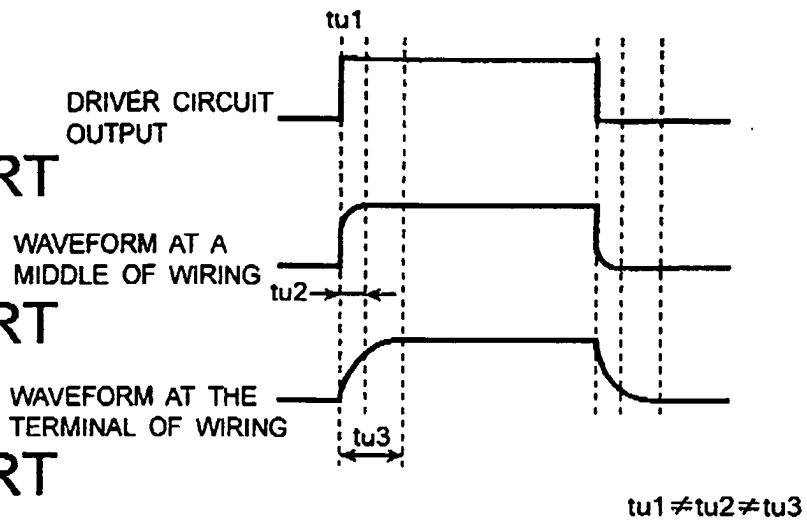 tu1
DRIVER CIRCUIT
OUTPUT
RT
WAVEFORM AT A
MIDDLE OF WIRING
tu2
RT
WAVEFORM AT THE
TERMINAL OF WIRING
tu3
RT
tu1≠tu2≠tu3